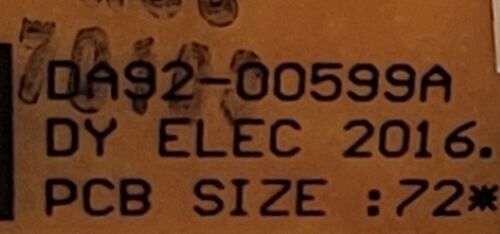 DA92-00599A
DY ELEC 2016.
PCB SIZE :72*